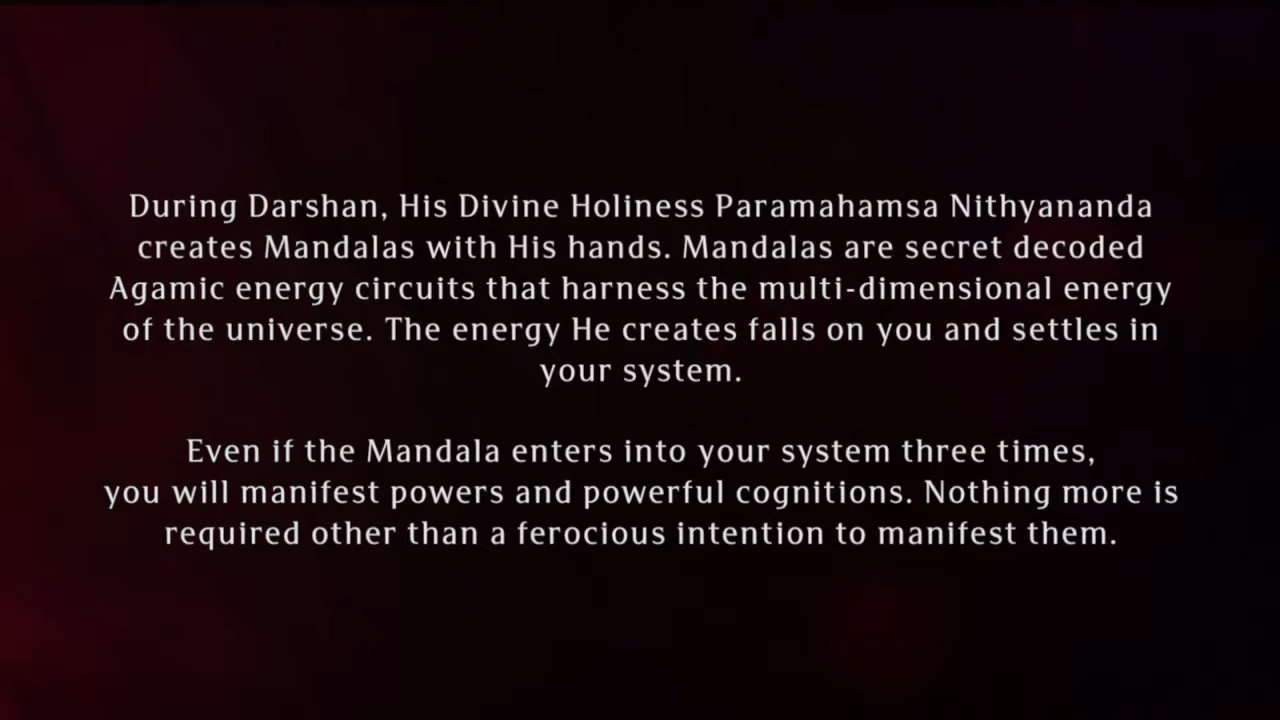 During Darshan, His Divine Holiness Paramahamsa Nithyananda
creates Mandalas with His hands. Mandalas are secret decoded
Agamic energy circuits that harness the multi-dimensional energy
of the universe. The energy He creates falls on you and settles in
your system.
Even if the Mandala enters into your system three times,
you will manifest powers and powerful cognitions. Nothing more is
required other than a ferocious intention to manifest them.